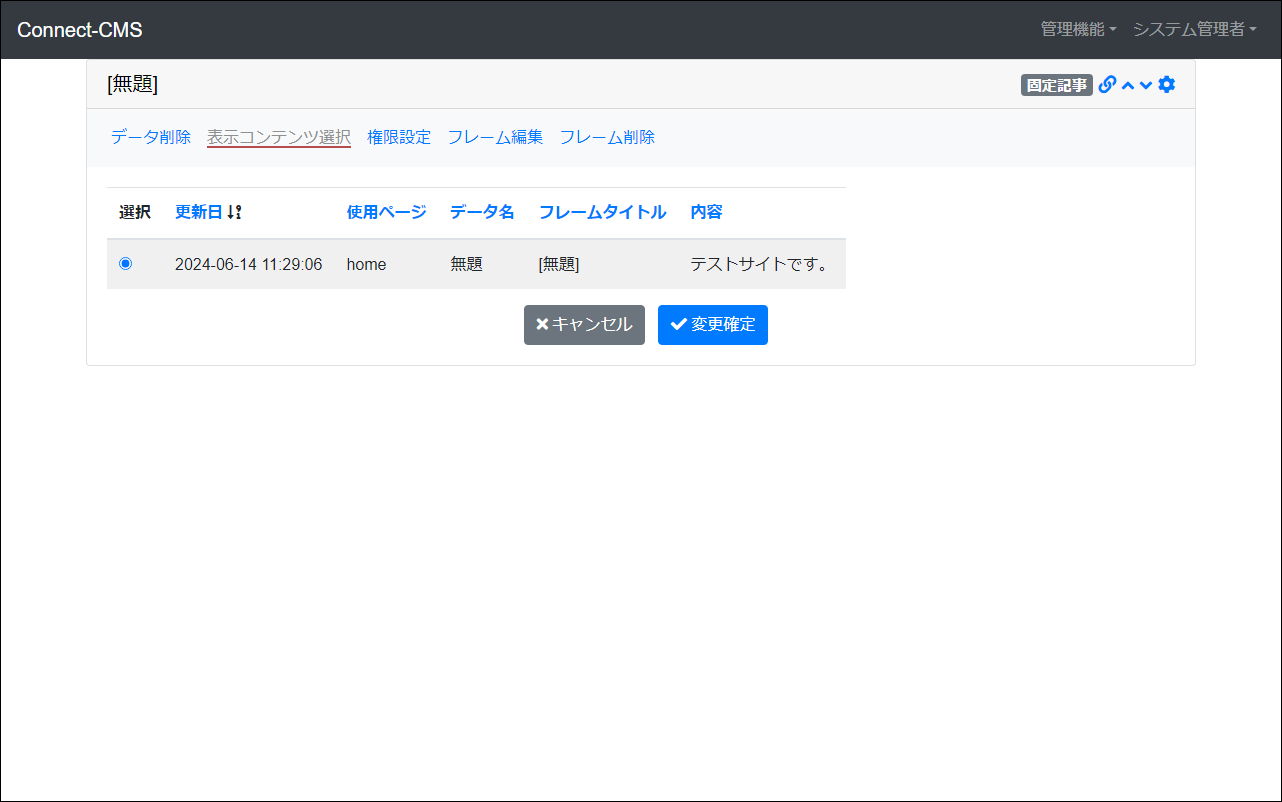 Connect-CMS 管理機能 システム管理者
[無題] 固定記事
データ削除 表示コンテンツ選択 権限設定 フレーム編集 フレーム削除
選択 更新日 使用ページ データ名 フレームタイトル 内容
2024-06-14 11:29:06 home 無題 [無題] テストサイトです。
キャンセル 変更確定